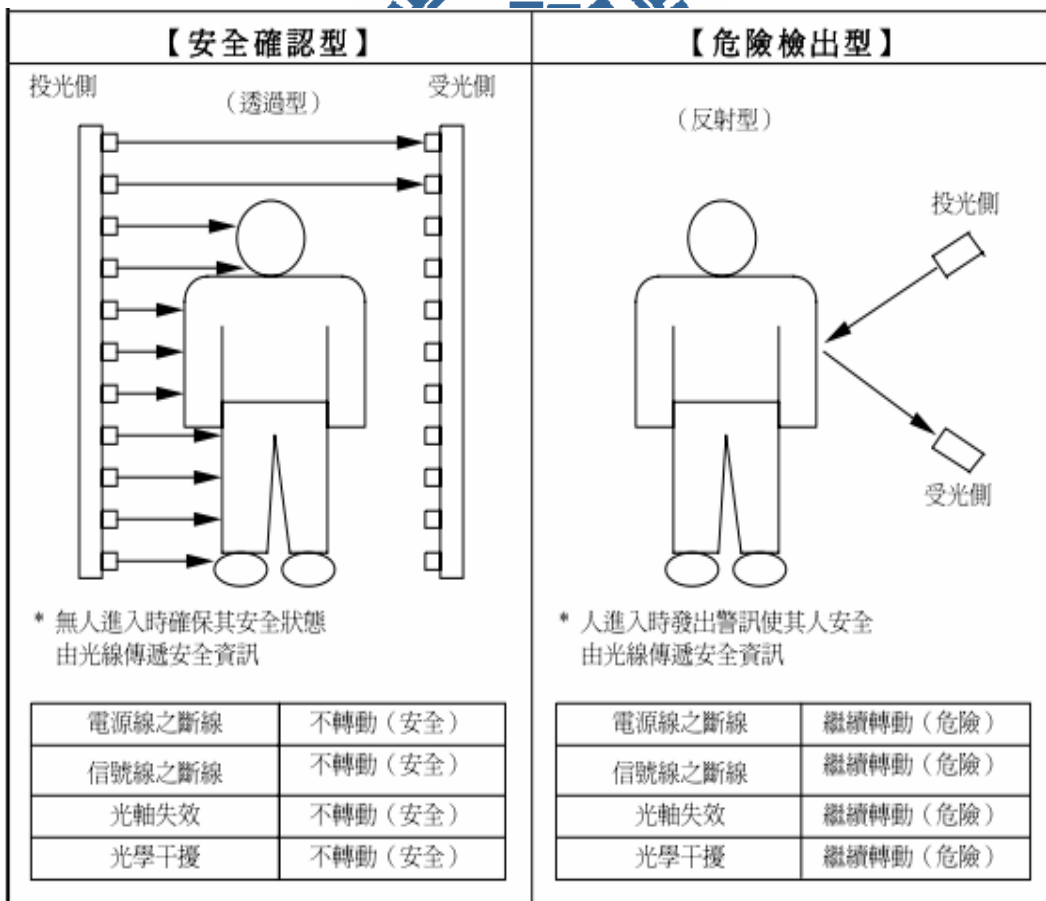 【安全確認型】
投光側
（透過型）
受光側
* 無人進入時確保其安全狀態
由光線傳遞安全資訊
電源線之斷線 不轉動（安全）
信號線之斷線 不轉動（安全）
光軸失效 不轉動（安全）
光學干擾 不轉動（安全）
【危險檢出型】
（反射型）
投光側
受光側
* 人進入時發出警訊使其人安全
由光線傳遞安全資訊
電源線之斷線 繼續轉動（危險）
信號線之斷線 繼續轉動（危險）
光軸失效 繼續轉動（危險）
光學干擾 繼續轉動（危險）